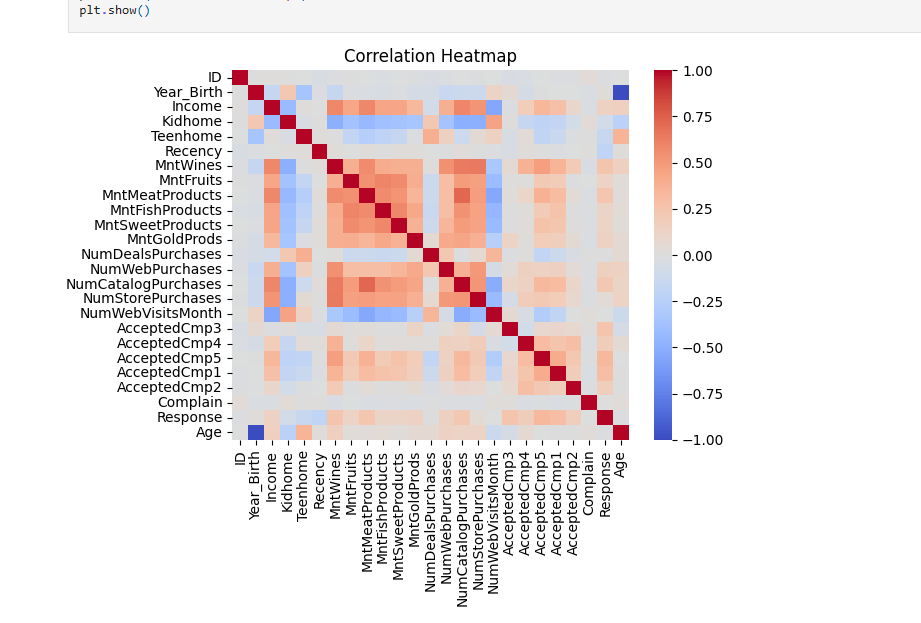 plt.show()
Correlation Heatmap
ID
Year_Birth
Income
Kidhome
Teenhome
Recency
MntWines
MntFruits
MntMeatProducts
MntFishProducts
MntSweetProducts
MntGoldProds
NumDealsPurchases
NumWebPurchases
NumCatalogPurchases
NumStorePurchases
NumWebVisitsMonth
AcceptedCmp3
AcceptedCmp4
AcceptedCmp5
AcceptedCmp1
AcceptedCmp2
Complain
Response
Age
ID
Year_Birth
Income
Kidhome
Teenhome
Recency
MntWines
MntFruits
MntMeatProducts
MntFishProducts
MntSweetProducts
MntGoldProds
NumDealsPurchases
NumWebPurchases
NumCatalogPurchases
NumStorePurchases
NumWebVisitsMonth
AcceptedCmp3
AcceptedCmp4
AcceptedCmp5
AcceptedCmp1
AcceptedCmp2
Complain
Response
Age
1.00
0.75
0.50
0.25
0.00
−0.25
−0.50
−0.75
−1.00